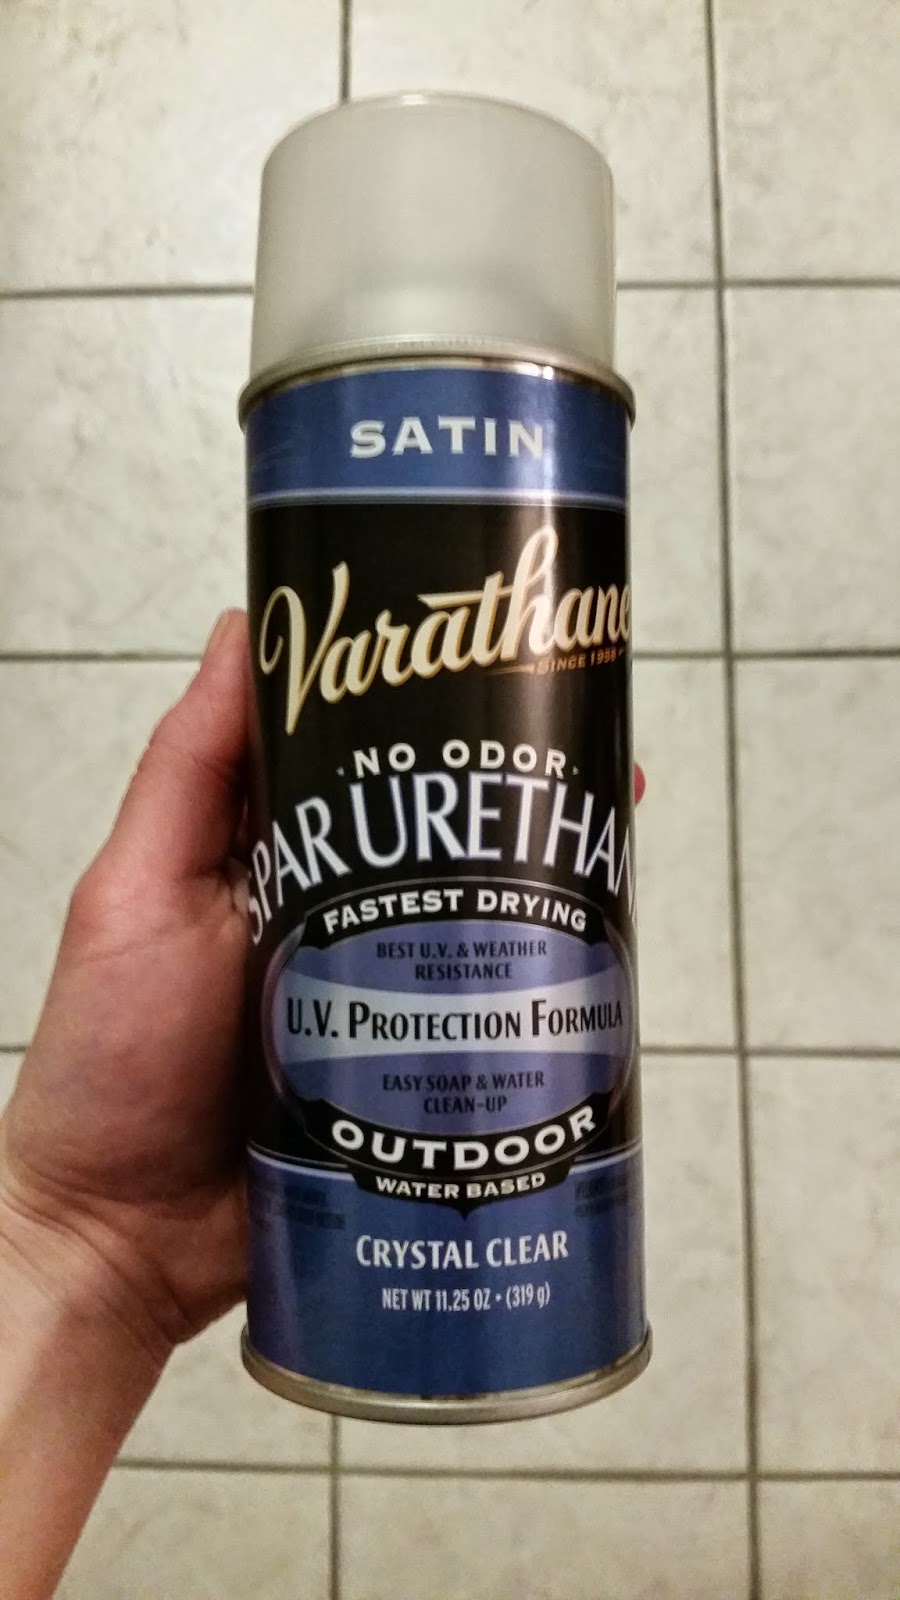 SATIN
Varathane
SINCE 1958
NO ODOR
SPAR URETHAN
FASTEST DRYING
BEST U.V. & WEATHER
RESISTANCE
U.V. PROTECTION FORMULA
EASY SOAP & WATER
CLEAN-UP
OUTDOOR
WATER BASED
CRYSTAL CLEAR
NET WT 11.25 OZ • (319 g)